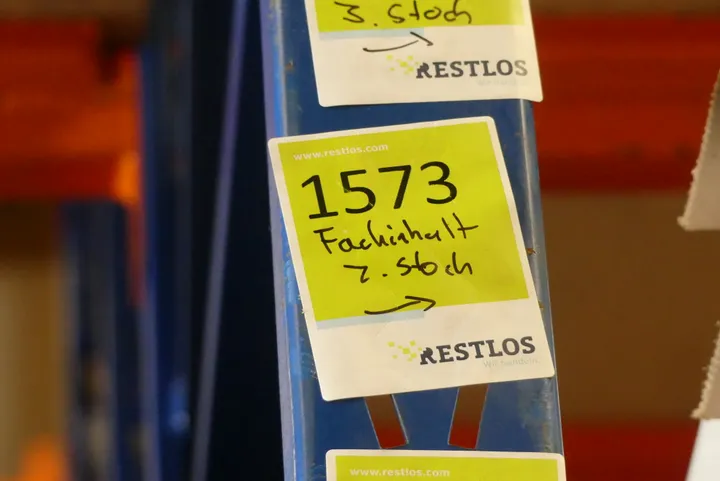 3. Stock
RESTLOS
www.restlos.com
1573
Fachinhalt
2. Stock
RESTLOS
www.restlos.com